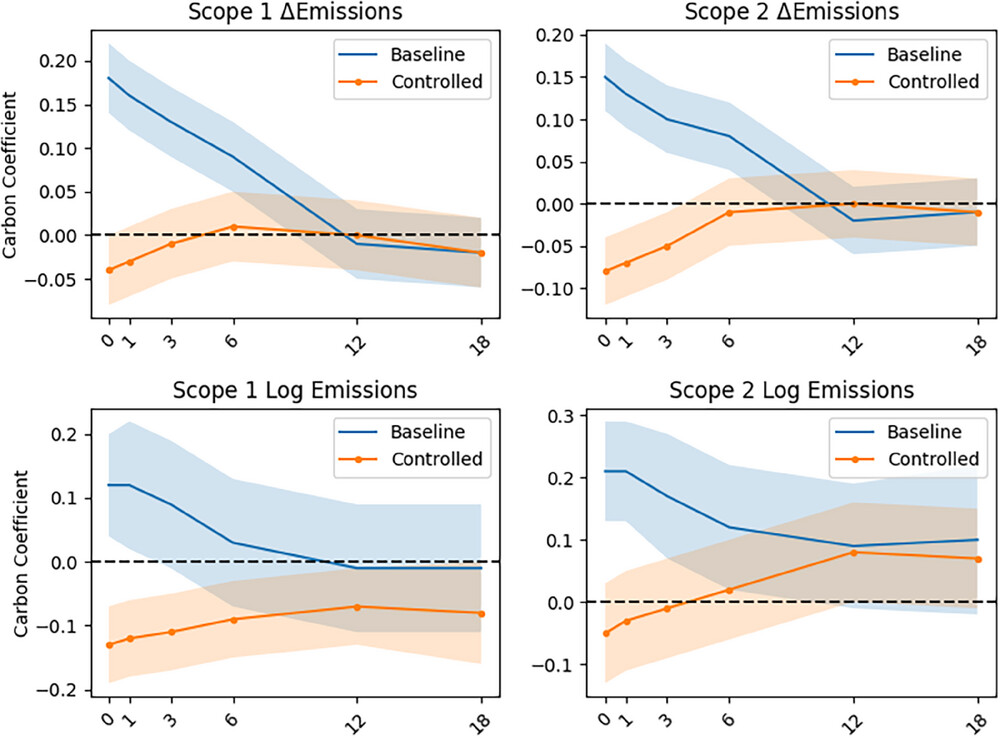 Scope 1 ΔEmissions
Carbon Coefficient
0.20
0.15
0.10
0.05
0.00
−0.05
Baseline
Controlled
0 1 3 6 12 18
Scope 2 ΔEmissions
0.20
0.15
0.10
0.05
0.00
−0.05
−0.10
Baseline
Controlled
0 1 3 6 12 18
Scope 1 Log Emissions
Carbon Coefficient
0.2
0.1
0.0
−0.1
−0.2
Baseline
Controlled
0 1 3 6 12 18
Scope 2 Log Emissions
0.3
0.2
0.1
0.0
−0.1
Baseline
Controlled
0 1 3 6 12 18